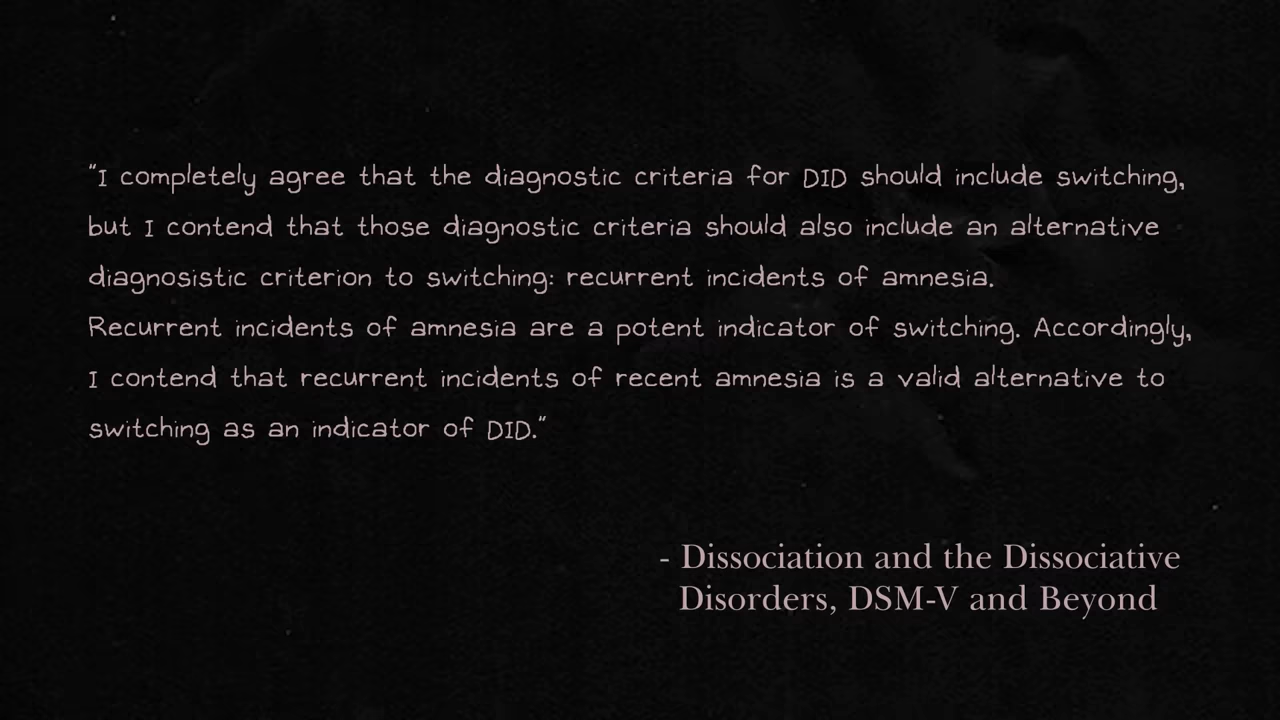 "I completely agree that the diagnostic criteria for DID should include switching,
but I contend that those diagnostic criteria should also include an alternative
diagnosistic criterion to switching: recurrent incidents of amnesia.
Recurrent incidents of amnesia are a potent indicator of switching. Accordingly,
I contend that recurrent incidents of recent amnesia is a valid alternative to
switching as an indicator of DID."
- Dissociation and the Dissociative
Disorders, DSM-V and Beyond